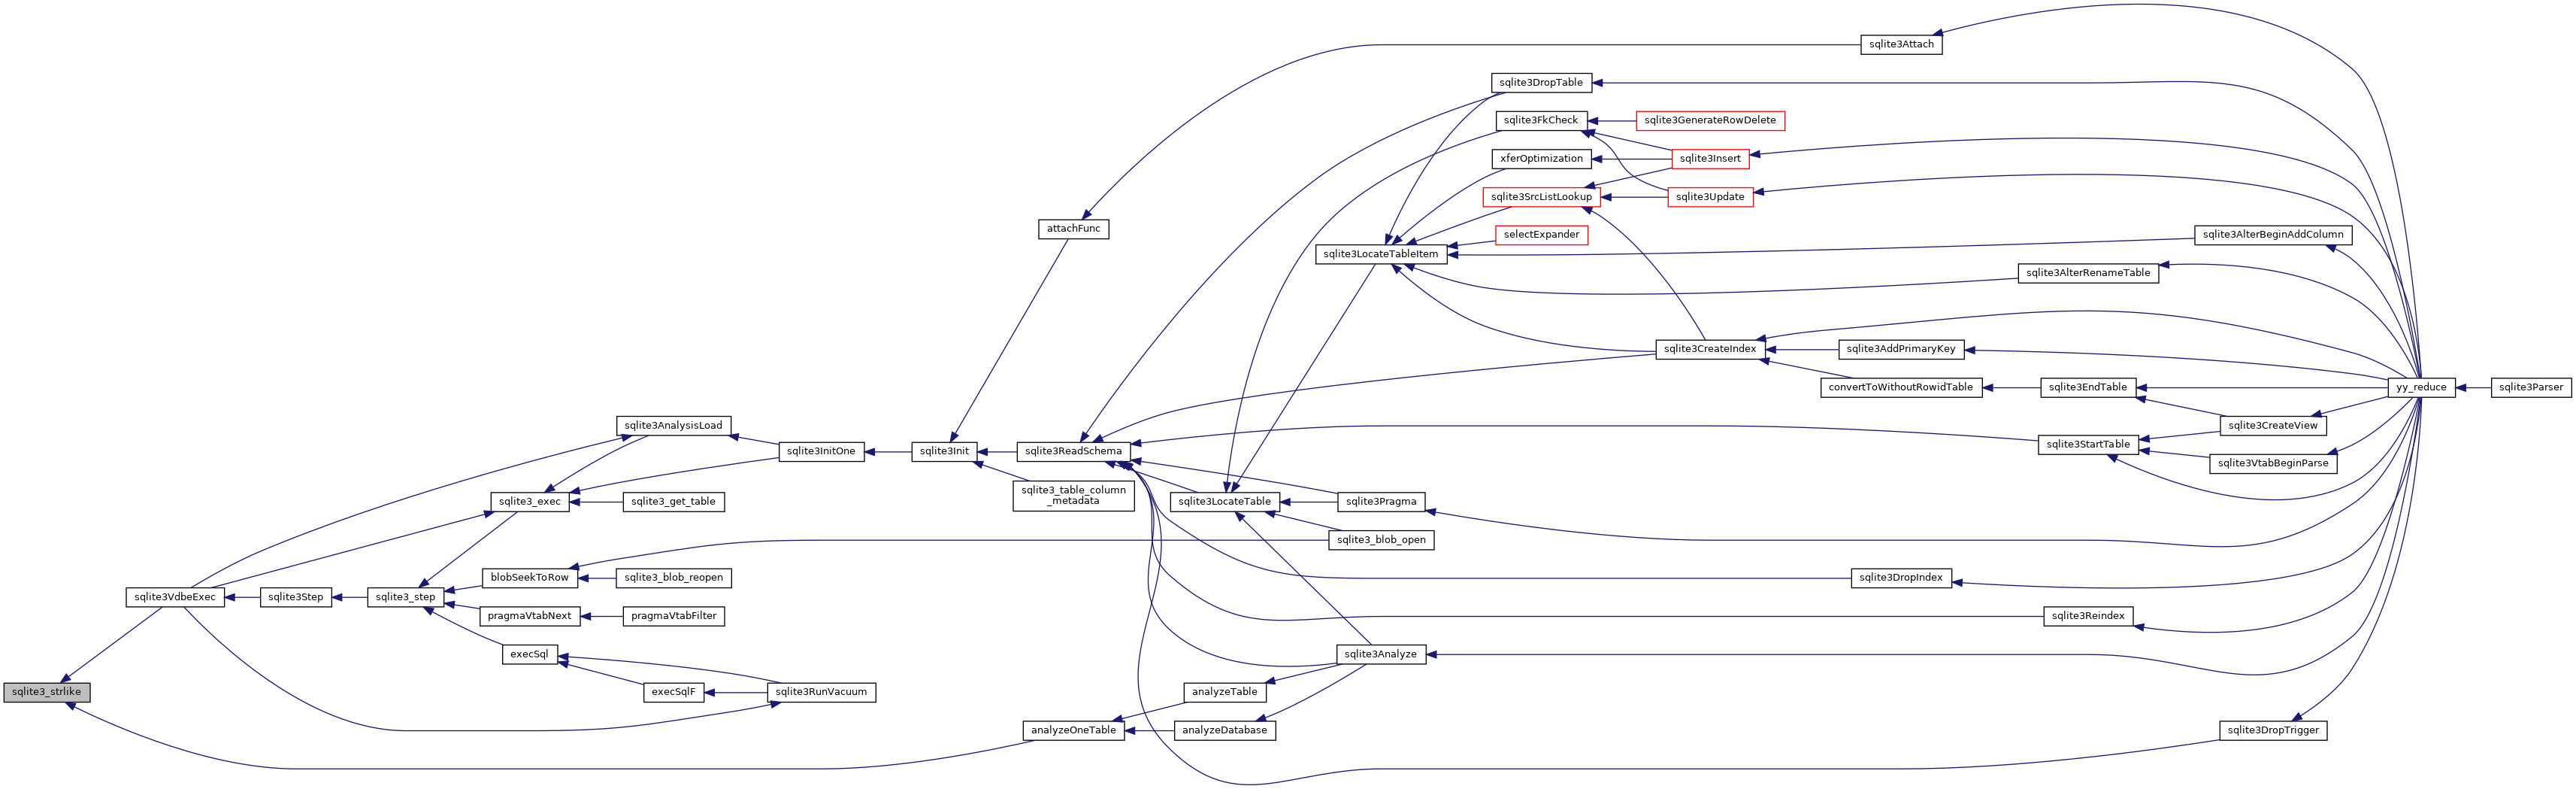 sqlite3Attach
sqlite3DropTable
sqlite3FkCheck
sqlite3GenerateRowDelete
xferOptimization
sqlite3Insert
sqlite3SrcListLookup
sqlite3Update
attachFunc
selectExpander
sqlite3AlterBeginAddColumn
sqlite3LocateTableItem
sqlite3AlterRenameTable
sqlite3CreateIndex
sqlite3AddPrimaryKey
convertToWithoutRowidTable
sqlite3EndTable
yy_reduce
sqlite3Parser
sqlite3AnalysisLoad
sqlite3CreateView
sqlite3InitOne
sqlite3Init
sqlite3ReadSchema
sqlite3StartTable
sqlite3VtabBeginParse
sqlite3_exec
sqlite3_get_table
sqlite3_table_column
_metadata
sqlite3LocateTable
sqlite3Pragma
sqlite3_blob_open
blobSeekToRow
sqlite3_blob_reopen
sqlite3DropIndex
sqlite3VdbeExec
sqlite3Step
sqlite3_step
pragmaVtabNext
pragmaVtabFilter
sqlite3Reindex
execSql
sqlite3Analyze
sqlite3_strlike
execSqlF
sqlite3RunVacuum
analyzeTable
analyzeOneTable
analyzeDatabase
sqlite3DropTrigger